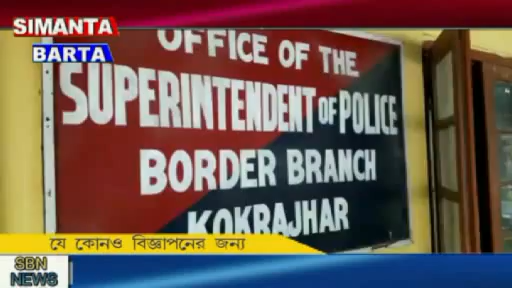 SIMANTA
BARTA
OFFICE OF THE
SUPERINTENDENT OF POLICE
BORDER BRANCH
KOKRAJHAR
যে কোনও বিজ্ঞাপনের জন্য
SBN
NEWS